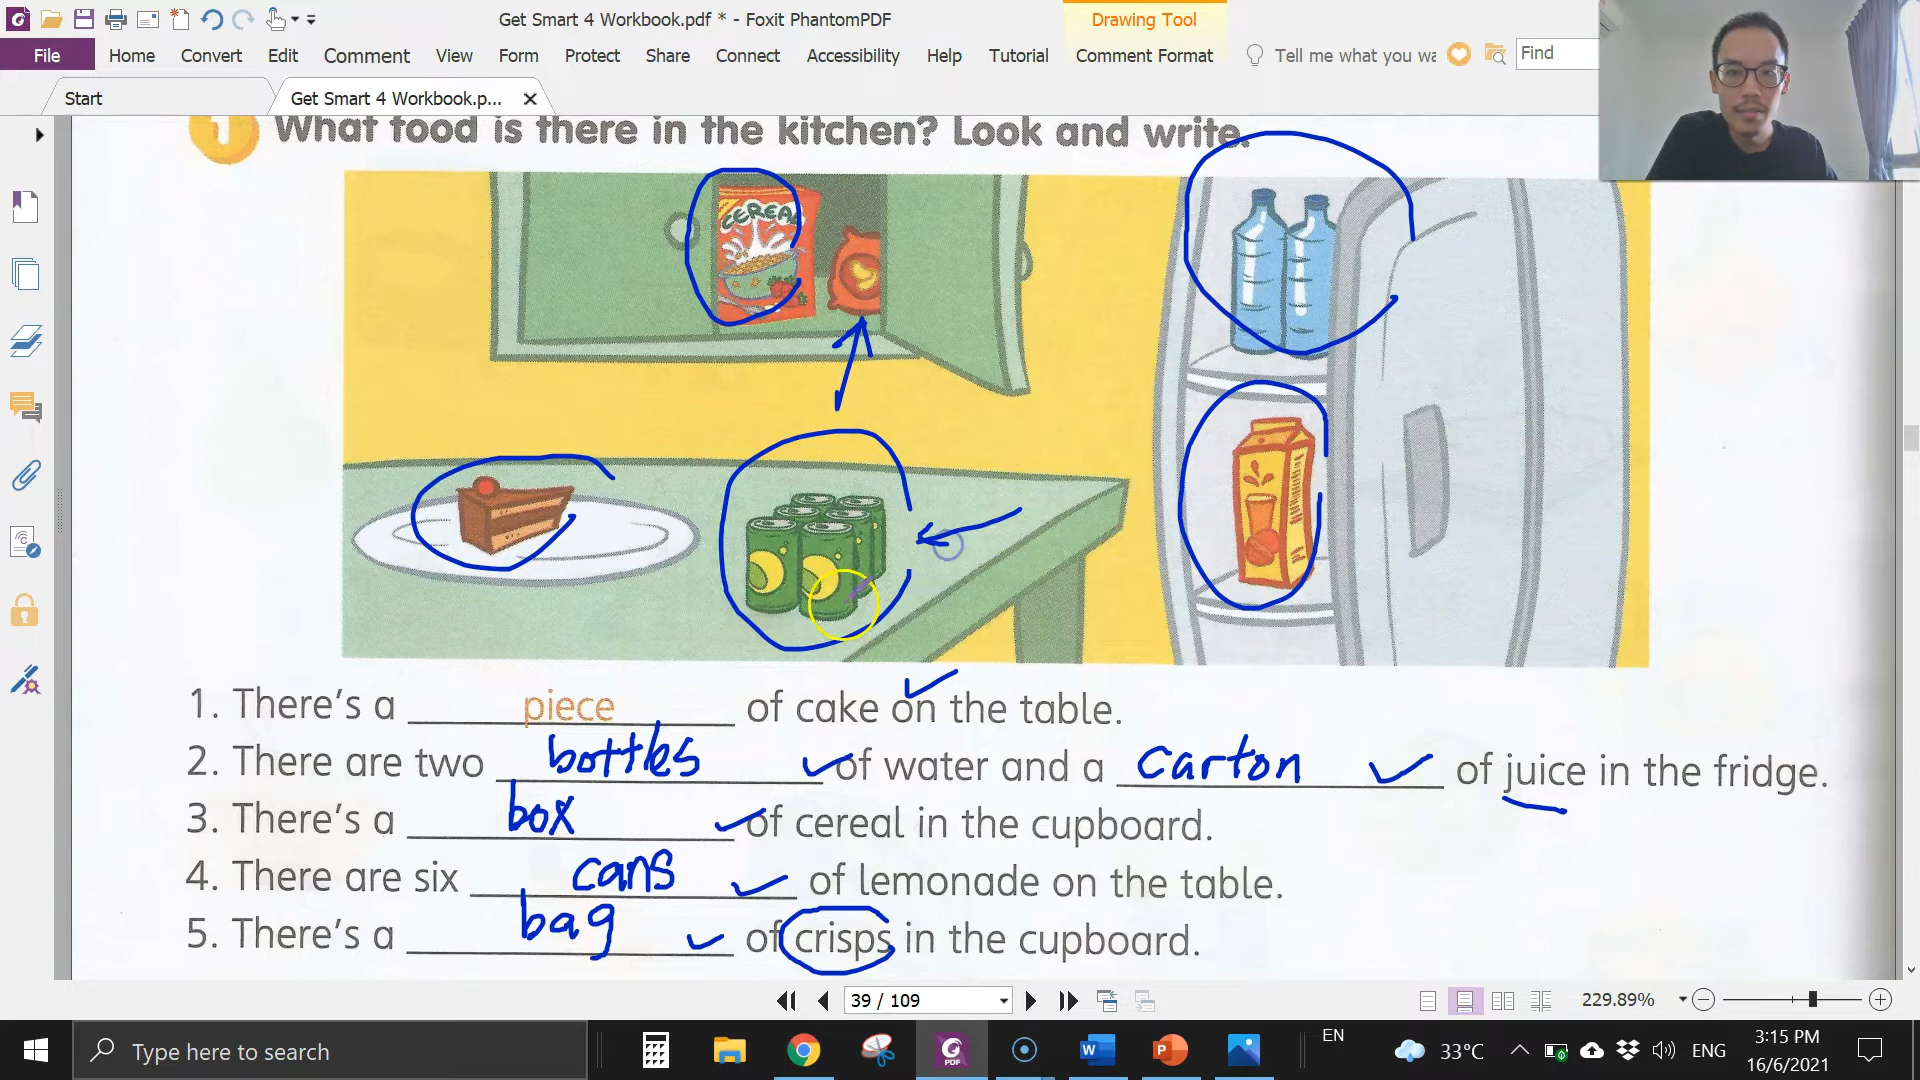 Get Smart 4 Workbook.pdf * - Foxit PhantomPDF
Drawing Tool
File Home Convert Edit Comment View Form Protect Share Connect Accessibility Help Tutorial Comment Format Tell me what you wa Find
Start Get Smart 4 Workbook.p...
1 What food is there in the kitchen? Look and write.
CEREAL
1. There's a piece of cake on the table.
2. There are two bottles of water and a carton of juice in the fridge.
3. There's a box of cereal in the cupboard.
4. There are six cans of lemonade on the table.
5. There's a bag of crisps in the cupboard.
39 / 109 229.89%
Type here to search
PDF
EN 33°C ENG 3:15 PM
16/6/2021